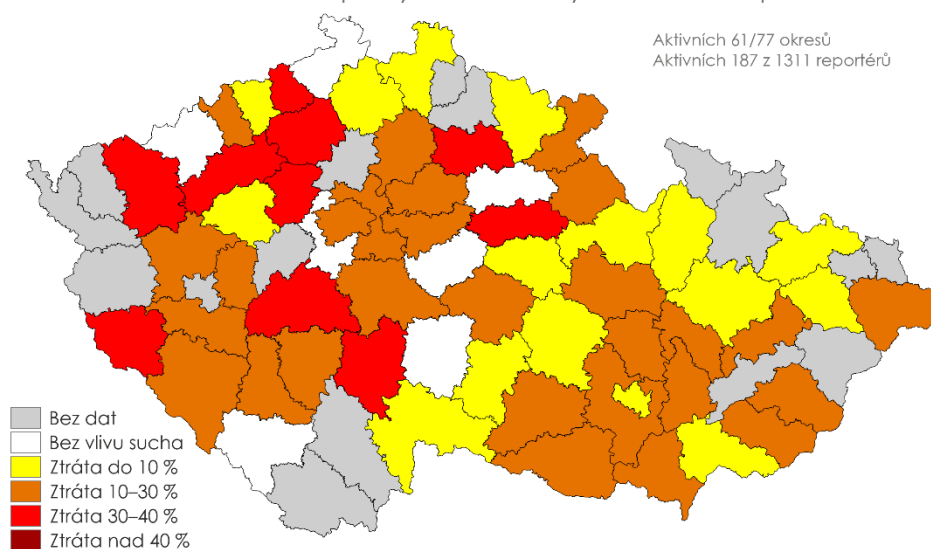 Aktivních 61/77 okresů
Aktivních 187 z 1311 reportérů
Bez dat
Bez vlivu sucha
Ztráta do 10 %
Ztráta 10–30 %
Ztráta 30–40 %
Ztráta nad 40 %